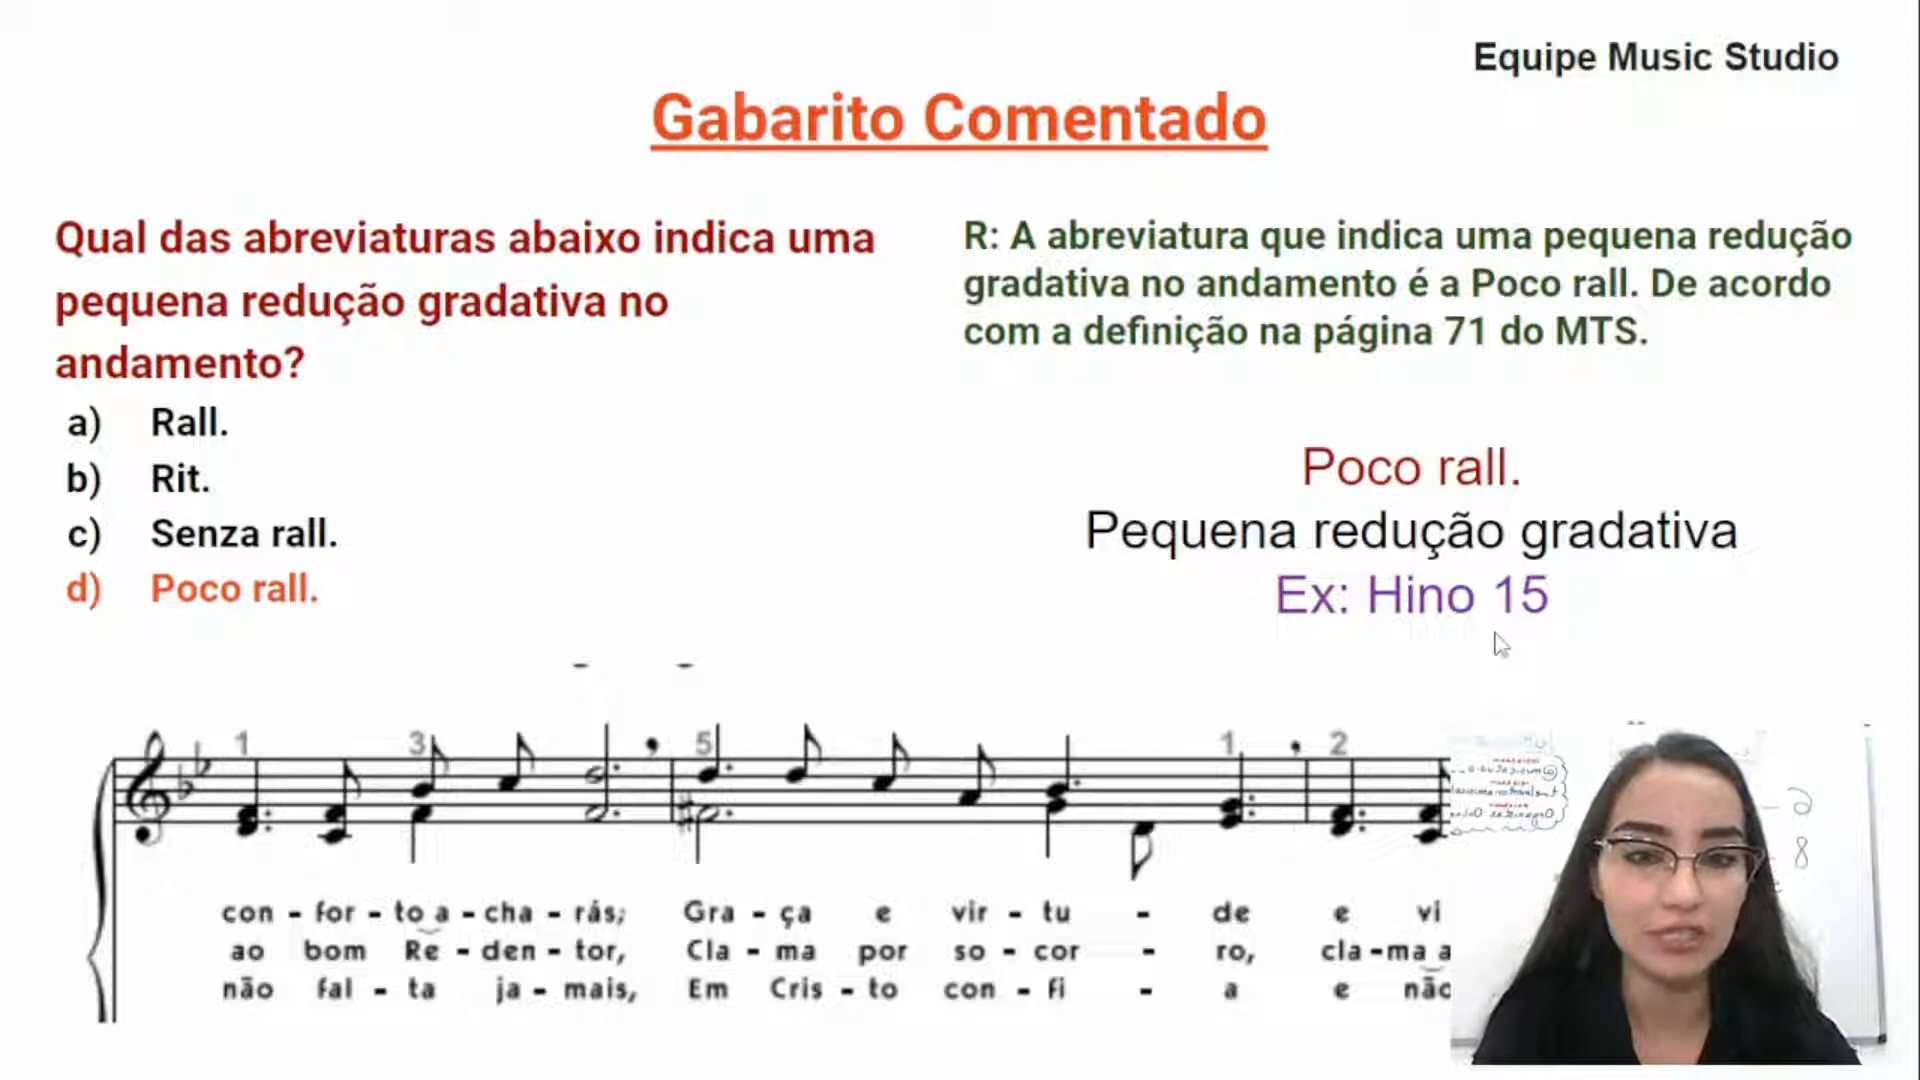 Equipe Music Studio
Gabarito Comentado
Qual das abreviaturas abaixo indica uma
pequena redução gradativa no
andamento?
a) Rall.
b) Rit.
c) Senza rall.
d) Poco rall.
R: A abreviatura que indica uma pequena redução
gradativa no andamento é a Poco rall. De acordo
com a definição na página 71 do MTS.
Poco rall.
Pequena redução gradativa
Ex: Hino 15
1 3 5 1 2
con - for - to a - cha - rás; Gra - ça e vir - tu - de e vi
ao bom Re - den - tor, Cla - ma por so - cor - ro, cla - ma a
não fal - ta ja - mais, Em Cris - to con - fi - a e não
8